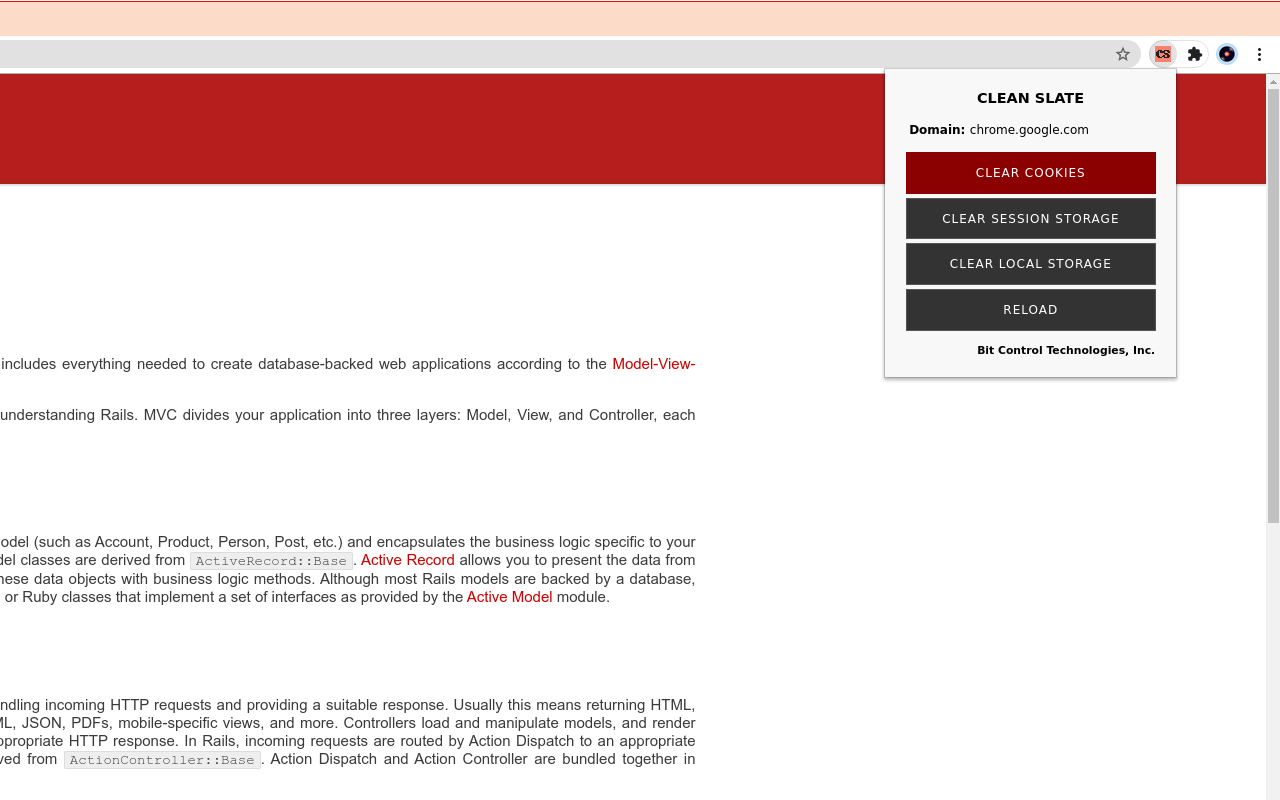 cs
CLEAN SLATE
Domain: chrome.google.com
CLEAR COOKIES
CLEAR SESSION STORAGE
CLEAR LOCAL STORAGE
RELOAD
Bit Control Technologies, Inc.
includes everything needed to create database-backed web applications according to the Model-View-
understanding Rails. MVC divides your application into three layers: Model, View, and Controller, each
odel (such as Account, Product, Person, Post, etc.) and encapsulates the business logic specific to your
del classes are derived from ActiveRecord::Base. Active Record allows you to present the data from
hese data objects with business logic methods. Although most Rails models are backed by a database,
or Ruby classes that implement a set of interfaces as provided by the Active Model module.
ndling incoming HTTP requests and providing a suitable response. Usually this means returning HTML,
ML, JSON, PDFs, mobile-specific views, and more. Controllers load and manipulate models, and render
ppropriate HTTP response. In Rails, incoming requests are routed by Action Dispatch to an appropriate
ved from ActionController::Base. Action Dispatch and Action Controller are bundled together in